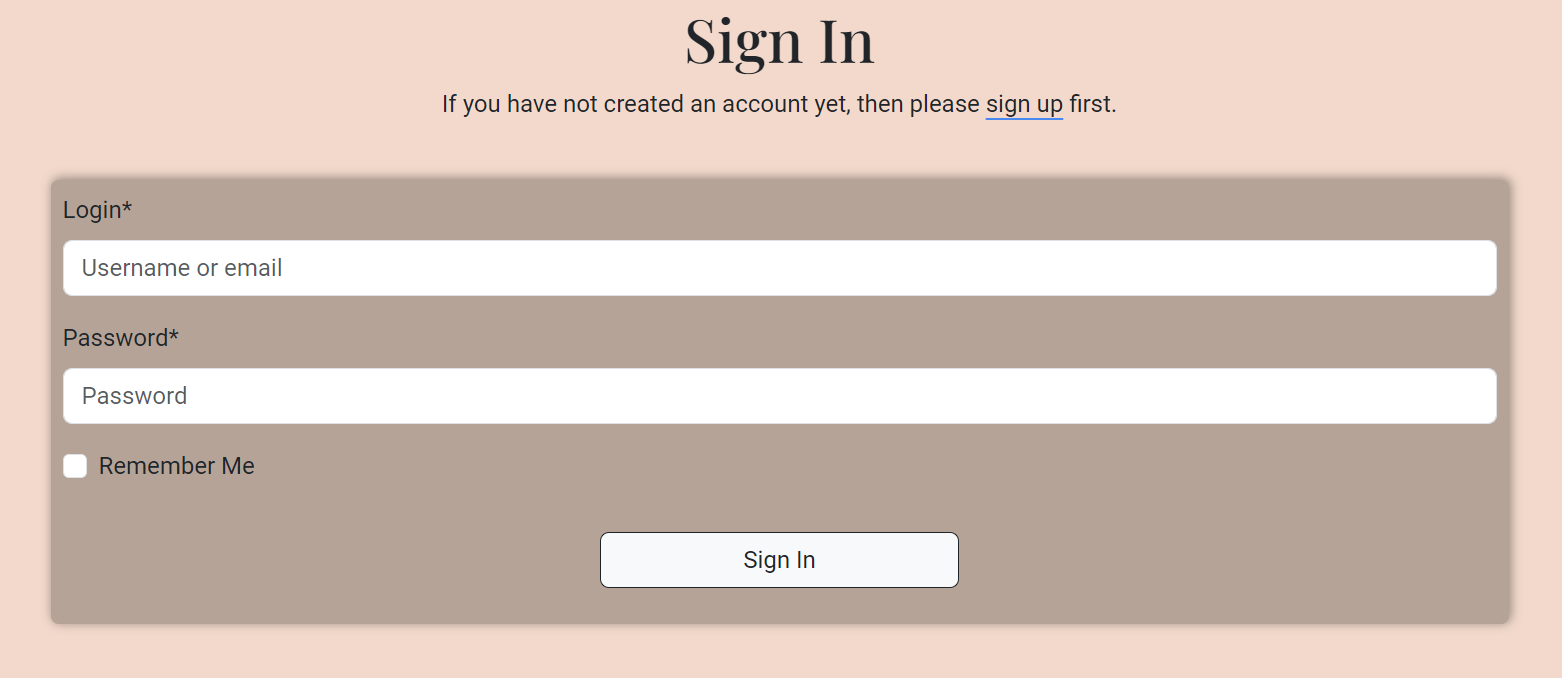 Sign In
If you have not created an account yet, then please sign up first.
Login*
Username or email
Password*
Password
Remember Me
Sign In